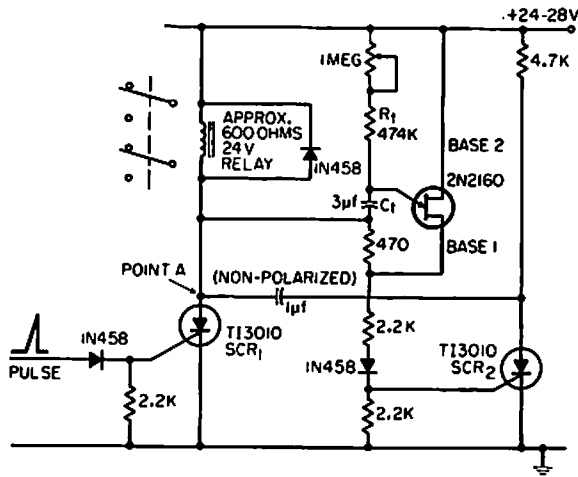 +24-28V
1MEG
4.7K
APPROX.
600 OHMS
24V
RELAY
Rt
474K
BASE 2
1N458
2N2160
3µf
Ct
470
BASE 1
POINT A
(NON-POLARIZED)
1µf
1N458
TI3010
SCR1
2.2K
TI3010
SCR2
PULSE
1N458
2.2K
2.2K